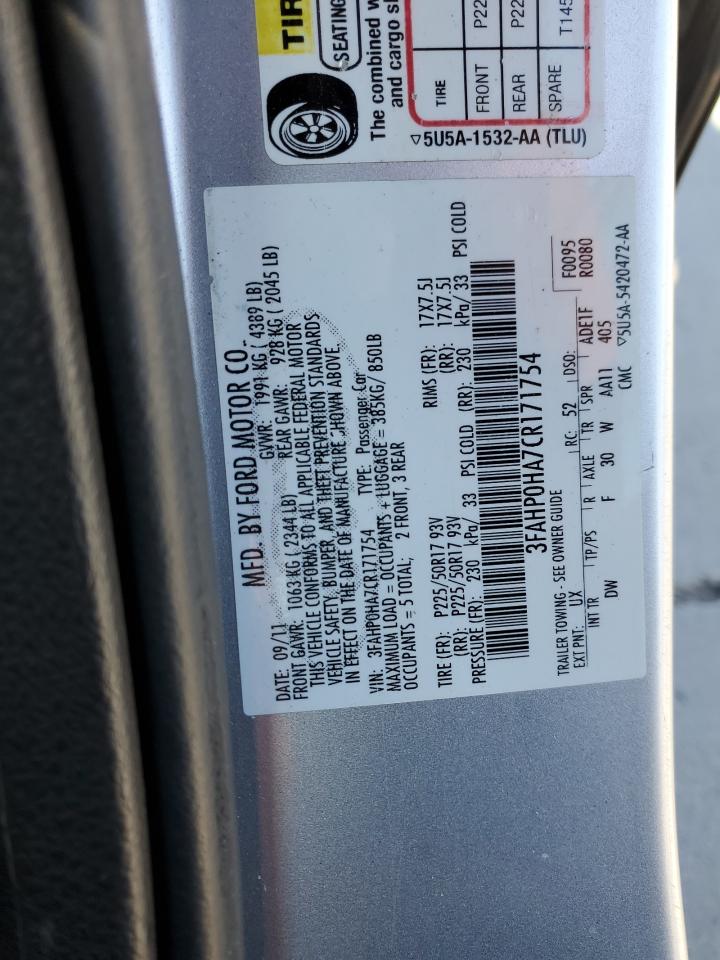 TIR
SEATING
The combined w
and cargo s
TIRE
FRONT P22
REAR P22
SPARE T145
▽5U5A-1532-AA (TLU)
MFD. BY FORD MOTOR CO.
DATE: 09/11 GVWR: 1991 KG ( 4389 LB)
FRONT GAWR: 1063 KG ( 2344 LB) REAR GAWR: 928 KG ( 2045 LB)
THIS VEHICLE CONFORMS TO ALL APPLICABLE FEDERAL MOTOR
VEHICLE SAFETY, BUMPER, AND THEFT PREVENTION STANDARDS
IN EFFECT ON THE DATE OF MANUFACTURE SHOWN ABOVE.
VIN: 3FAHP0HA7CR171754 TYPE: Passenger Car
MAXIMUM LOAD = OCCUPANTS + LUGGAGE = 385KG/ 850LB
OCCUPANTS = 5 TOTAL; 2 FRONT, 3 REAR
TIRE (FR): P225/50R17 93V RIMS (FR): 17X7.5J
(RR): P225/50R17 93V (RR): 17X7.5J
PRESSURE (FR): 230 kPa/ 33 PSI COLD (RR): 230 kPa/ 33 PSI COLD
3FAHP0HA7CR171754
TRAILER TOWING - SEE OWNER GUIDE
EXT PNT: UX RC: 52 DSO: F0095
INT TR TP/PS R AXLE TR SPR ADE1F R0080
DW F 30 W AA11 405
CMC ▽5U5A-5420472-AA